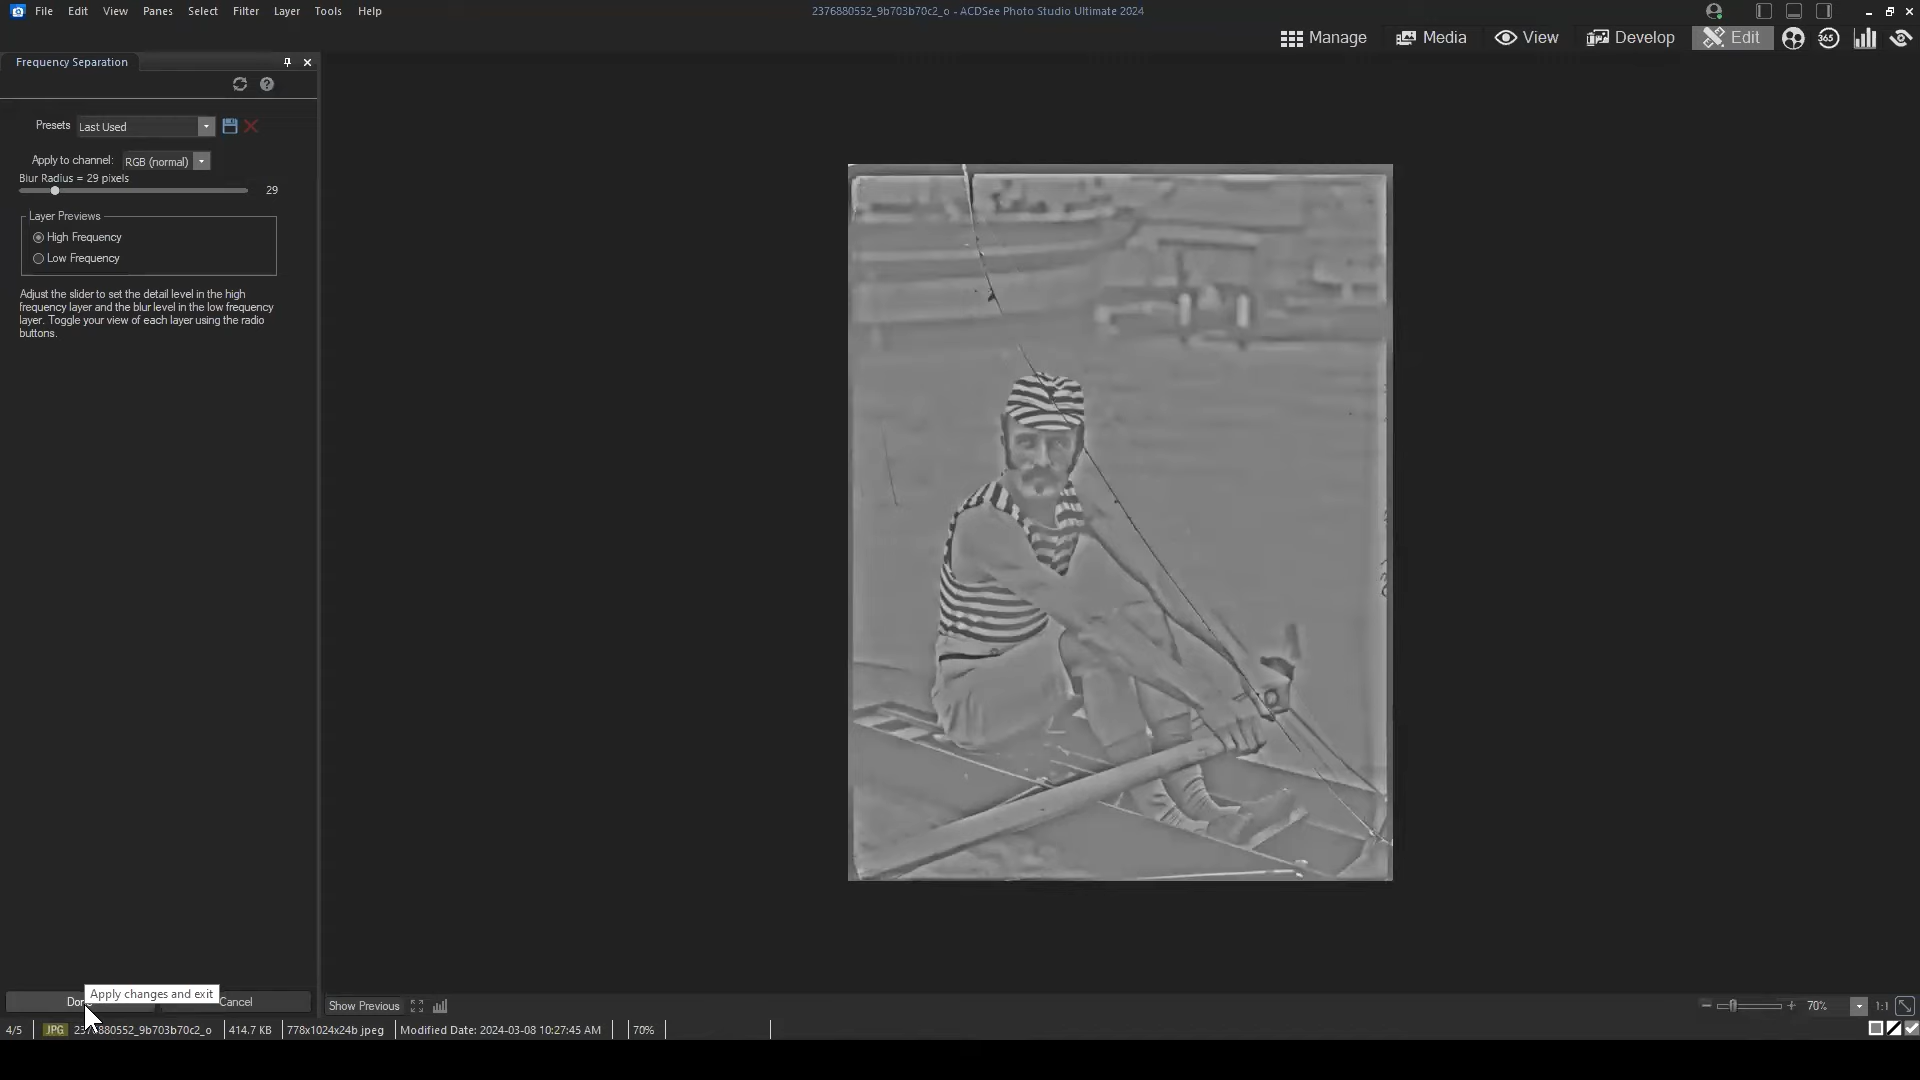 File Edit View Panes Select Filter Layer Tools Help
2376880552_9b703b70c2_o - ACDSee Photo Studio Ultimate 2024
Manage Media View Develop Edit 365
Frequency Separation
Presets Last Used
Apply to channel: RGB (normal)
Blur Radius = 29 pixels
29
Layer Previews
High Frequency
Low Frequency
Adjust the slider to set the detail level in the high
frequency layer and the blur level in the low frequency
layer. Toggle your view of each layer using the radio
buttons.
Apply changes and exit
Cancel
Show Previous
70%
1:1
4/5 JPG 2376880552_9b703b70c2_o 414.7 KB 778x1024x24b jpeg Modified Date: 2024-03-08 10:27:45 AM 70%